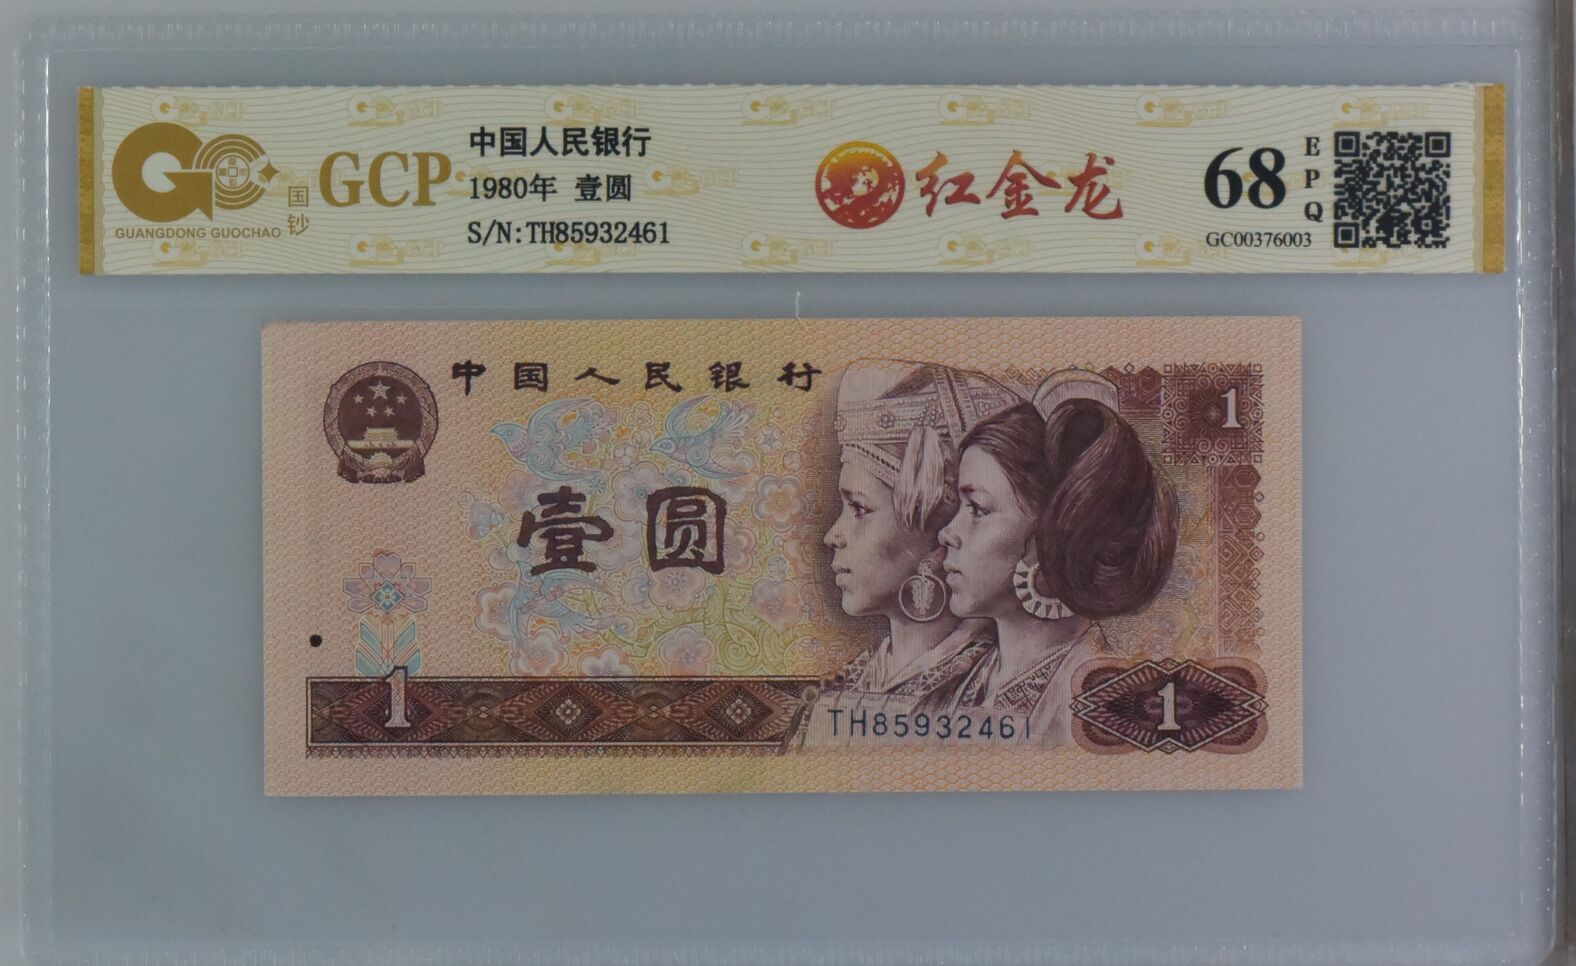 GCP
国钞
GUANGDONG GUOCHAO
中国人民银行
1980年 壹圆
S/N:TH85932461
红金龙
68
EPQ
GC00376003
中国人民银行
1
壹圆
1
TH85932461
1